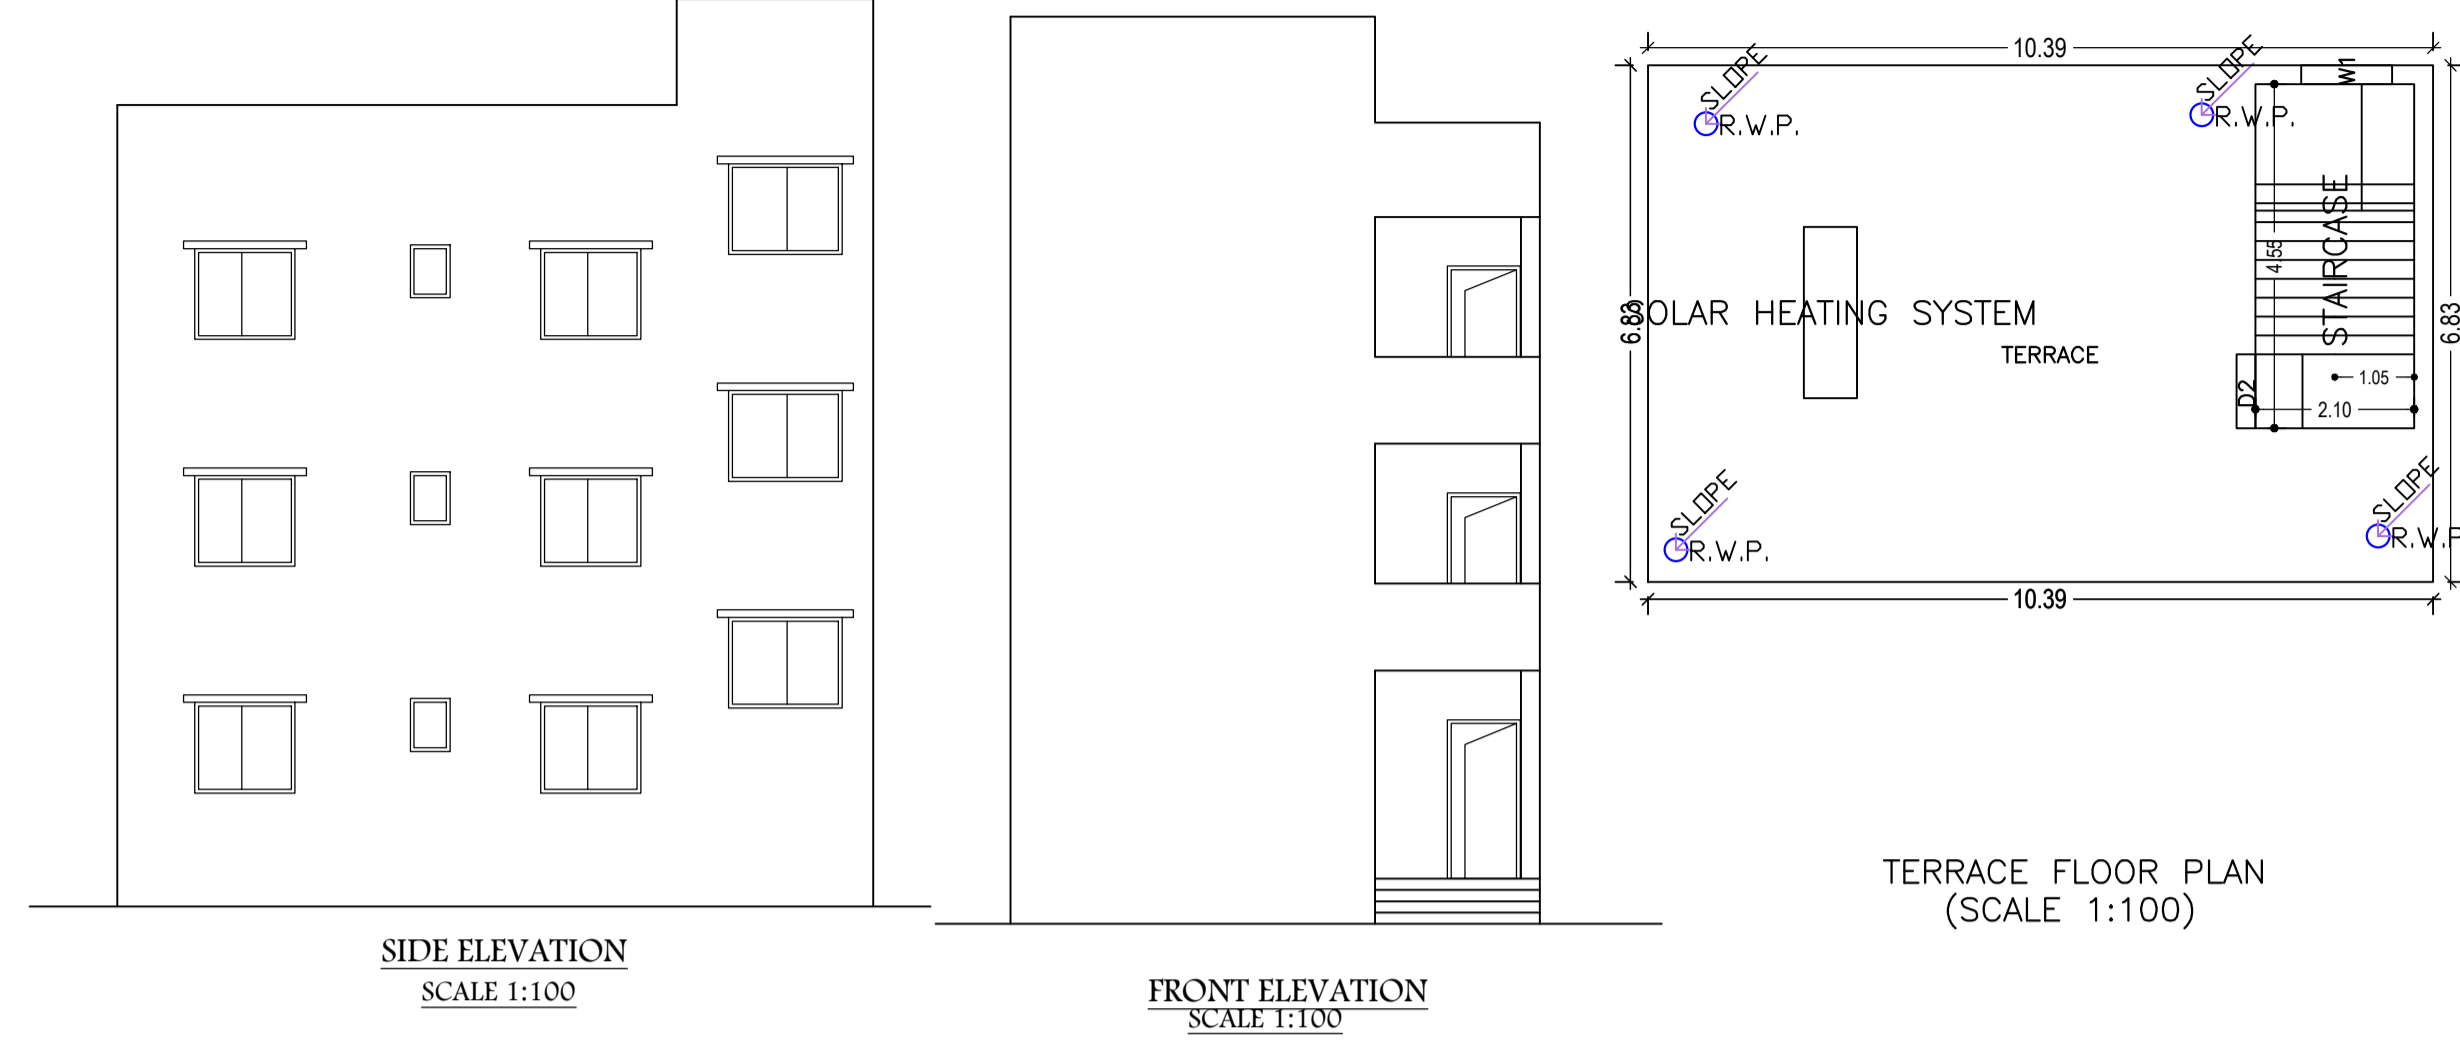 10.39
SLOPE
SLOPE
W1
R.W.P.
R.W.P.
STAIRCASE
4.55
6.83
SOLAR HEATING SYSTEM
6.83
TERRACE
1.05
D2
2.10
SLOPE
SLOPE
R.W.P.
R.W.P
10.39
TERRACE FLOOR PLAN
(SCALE 1:100)
SIDE ELEVATION
SCALE 1:100
FRONT ELEVATION
SCALE 1:100